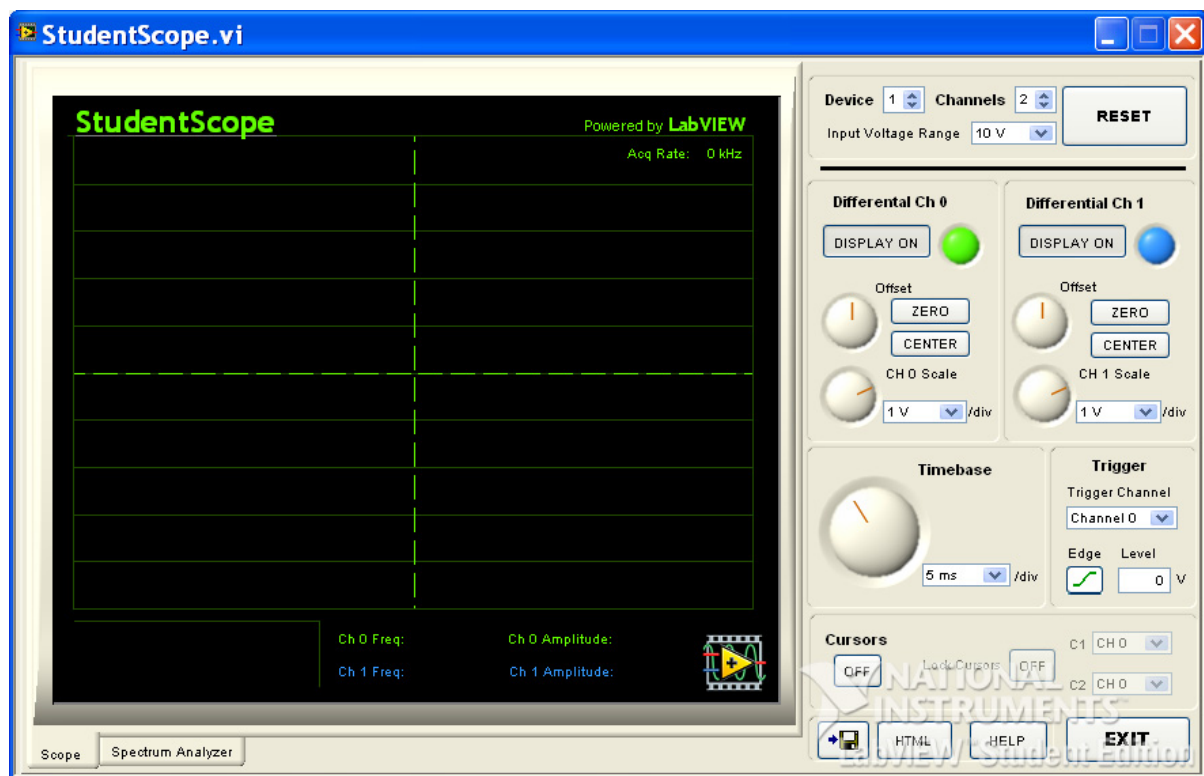 StudentScope.vi
StudentScope
Powered by LabVIEW
Acq Rate: 0 kHz
Ch 0 Freq: Ch 0 Amplitude:
Ch 1 Freq: Ch 1 Amplitude:
Scope Spectrum Analyzer
Device 1 Channels 2
RESET
Input Voltage Range 10 V
Differental Ch 0
DISPLAY ON
Offset
ZERO
CENTER
CH 0 Scale
1 V /div
Differential Ch 1
DISPLAY ON
Offset
ZERO
CENTER
CH 1 Scale
1 V /div
Timebase
5 ms /div
Trigger
Trigger Channel
Channel 0
Edge Level
0 V
Cursors
OFF Lock Cursors OFF
C1 CH 0
C2 CH 0
HTML HELP EXIT
NATIONAL
INSTRUMENTS™
LabVIEW™ Student Edition